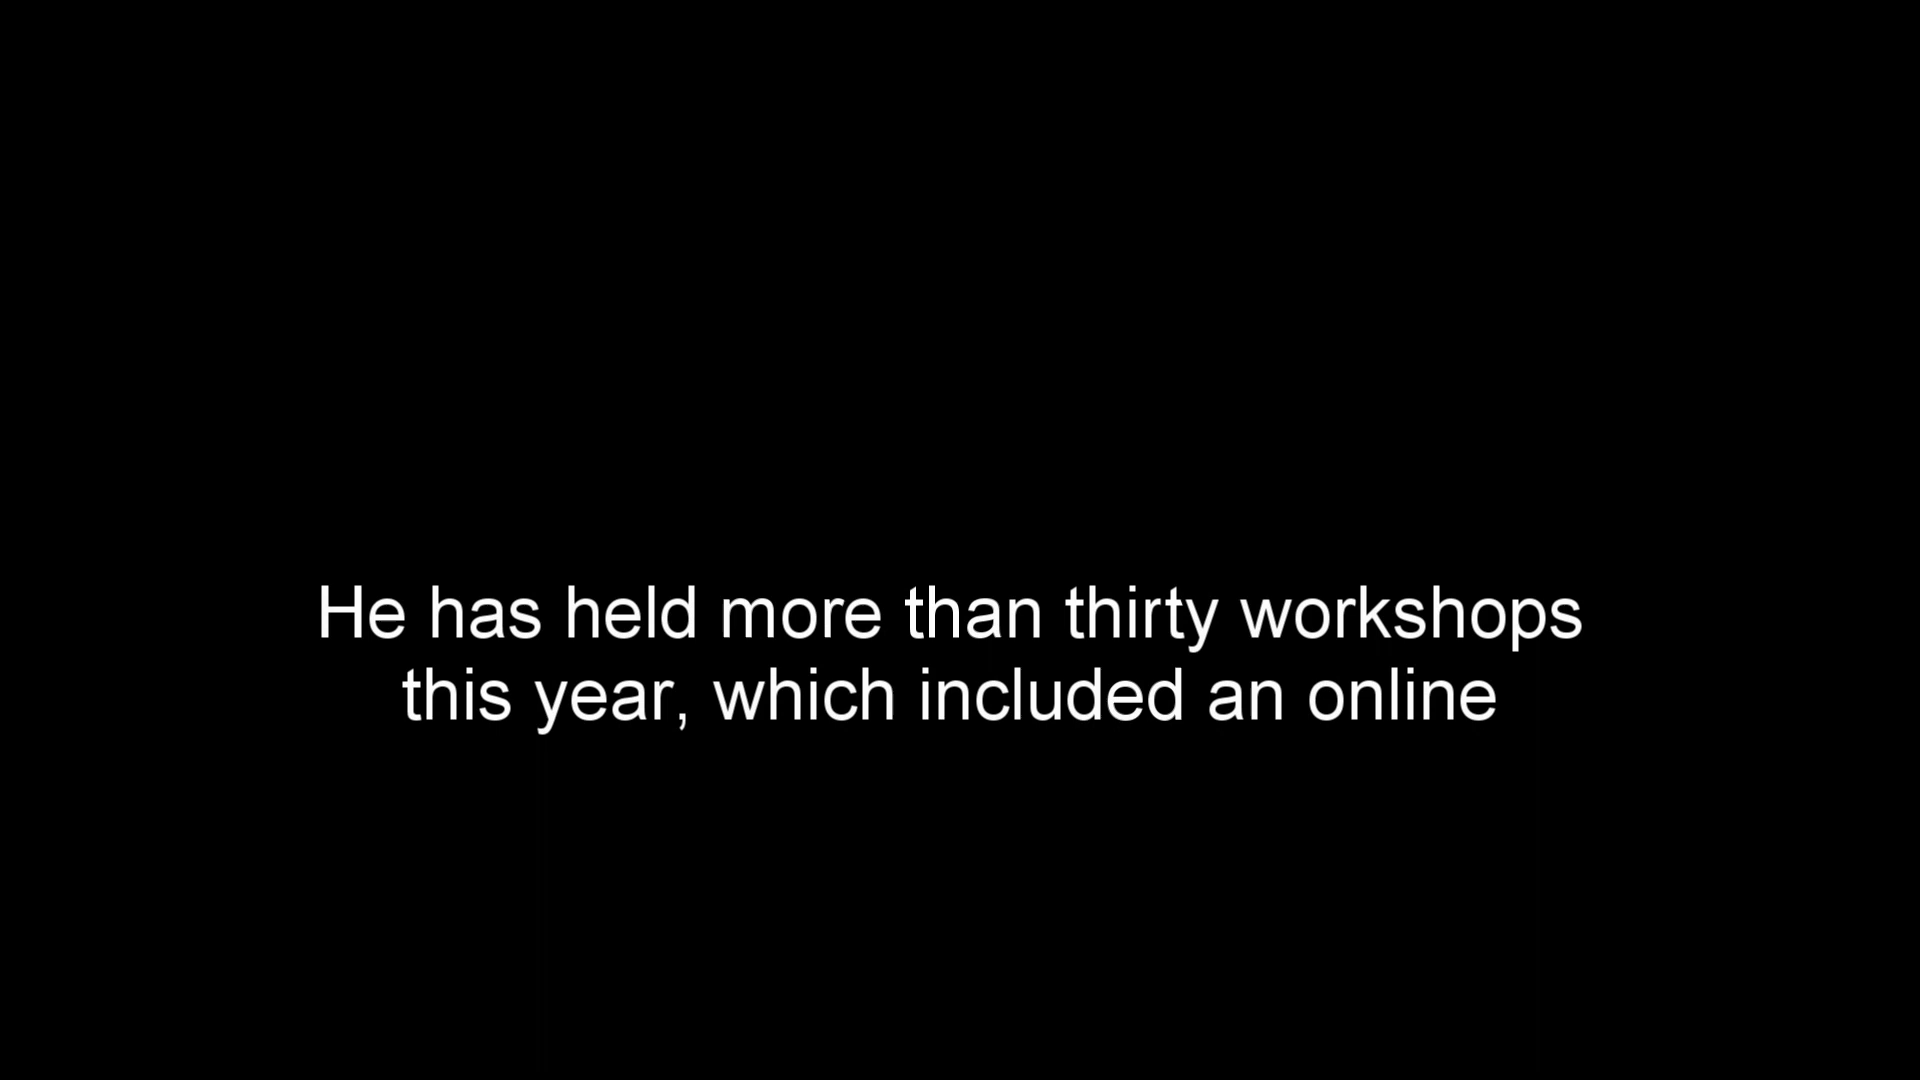 He has held more than thirty workshops
this year, which included an online